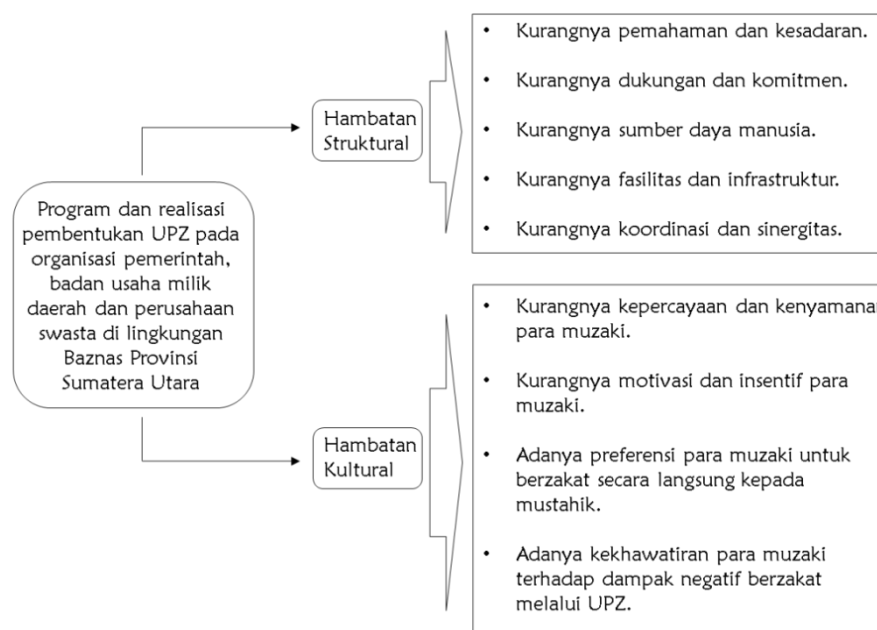 Program dan realisasi
pembentukan UPZ pada
organisasi pemerintah,
badan usaha milik
daerah dan perusahaan
swasta di lingkungan
Baznas Provinsi
Sumatera Utara
Hambatan
Struktural
• Kurangnya pemahaman dan kesadaran.
• Kurangnya dukungan dan komitmen.
• Kurangnya sumber daya manusia.
• Kurangnya fasilitas dan infrastruktur.
• Kurangnya koordinasi dan sinergitas.
Hambatan
Kultural
• Kurangnya kepercayaan dan kenyamanan
para muzaki.
• Kurangnya motivasi dan insentif para
muzaki.
• Adanya preferensi para muzaki untuk
berzakat secara langsung kepada
mustahik.
• Adanya kekhawatiran para muzaki
terhadap dampak negatif berzakat
melalui UPZ.